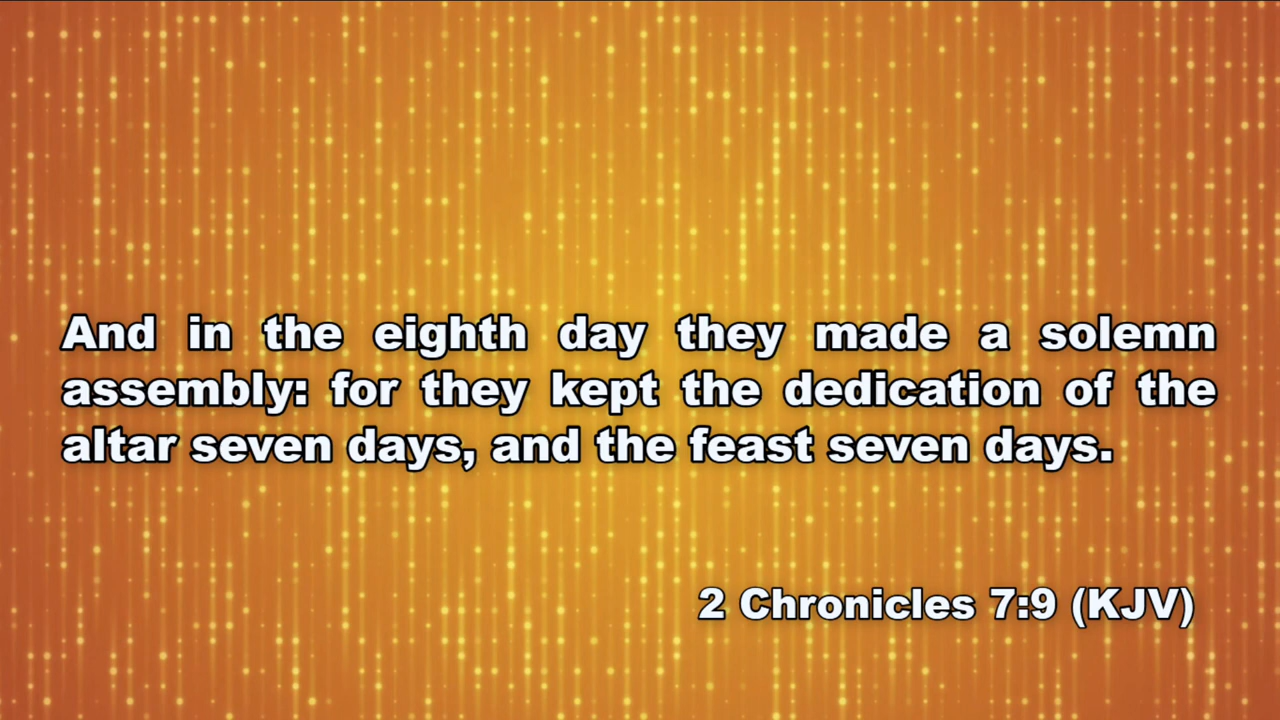 And in the eighth day they made a solemn
assembly: for they kept the dedication of the
altar seven days, and the feast seven days.
2 Chronicles 7:9 (KJV)